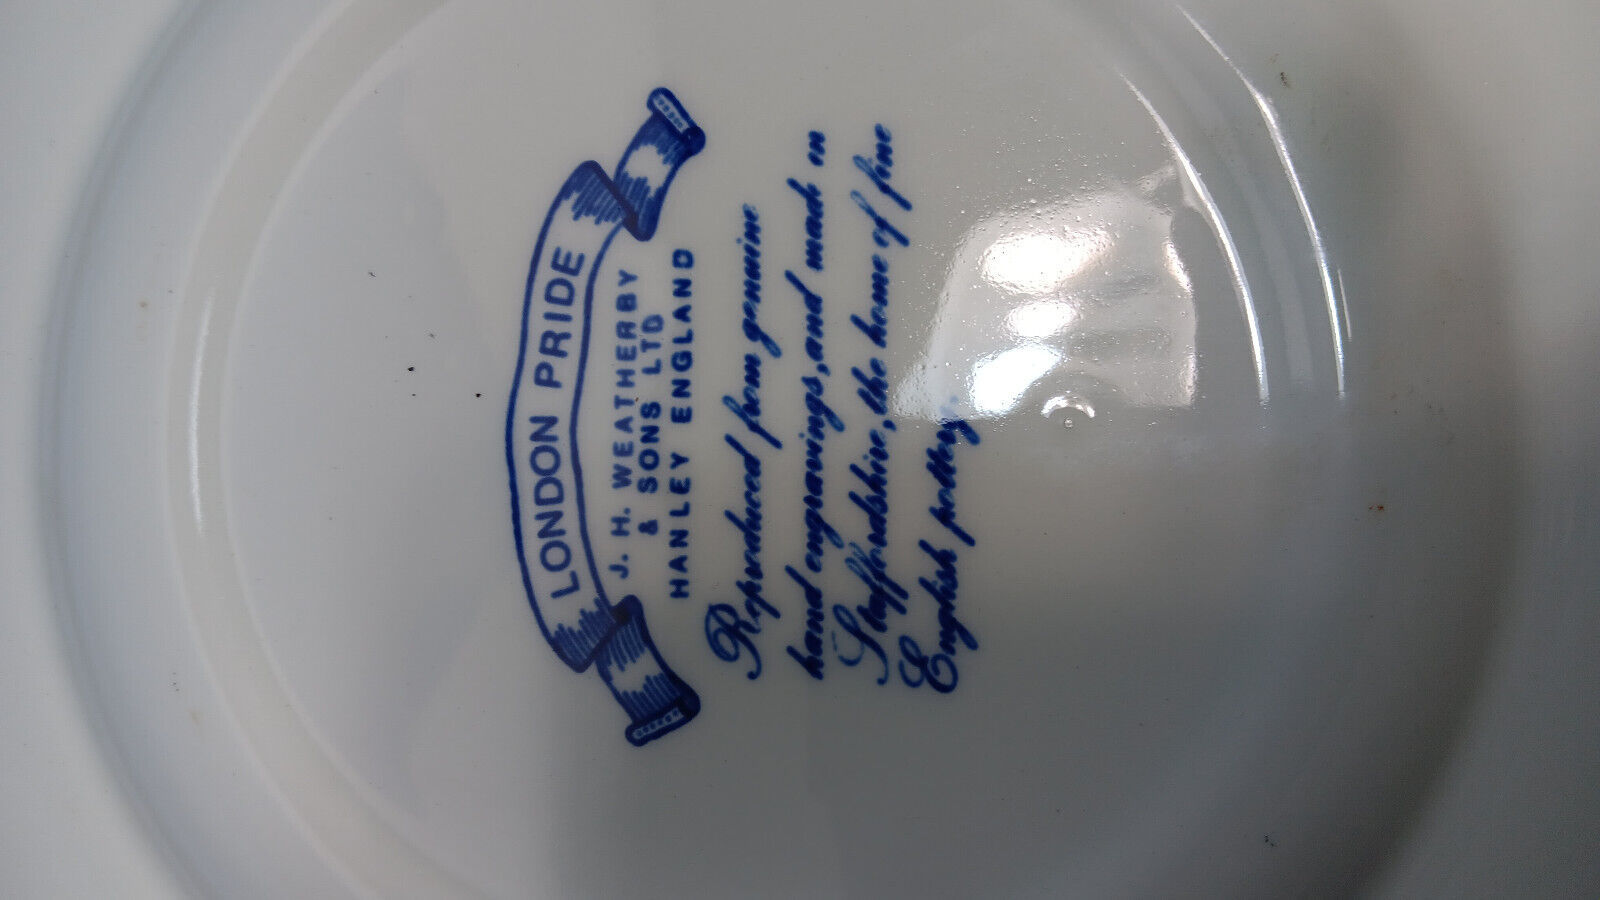 LONDON PRIDE
J. H. WEATHERBY
& SONS LTD
HANLEY ENGLAND
Reproduced from genuine
hand engravings, and made in
Staffordshire, the home of fine
English pottery.